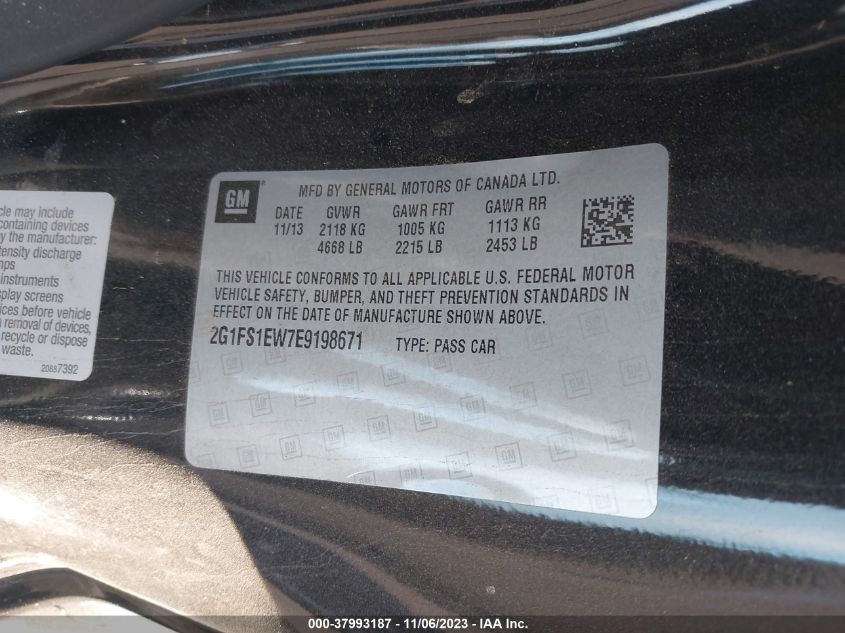 GM
MFD BY GENERAL MOTORS OF CANADA LTD.
DATE GVWR GAWR FRT GAWR RR
11/13 2118 KG 1005 KG 1113 KG
4668 LB 2215 LB 2453 LB
THIS VEHICLE CONFORMS TO ALL APPLICABLE U.S. FEDERAL MOTOR
VEHICLE SAFETY, BUMPER, AND THEFT PREVENTION STANDARDS IN
EFFECT ON THE DATE OF MANUFACTURE SHOWN ABOVE.
2G1FS1EW7E9198671 TYPE: PASS CAR
cle may include
containing devices
y the manufacturer:
tensity discharge
mps
instruments
splay screens
ices before vehicle
removal of devices,
recycle or dispose
waste.
20887392
000-37993187 - 11/06/2023 - IAA Inc.